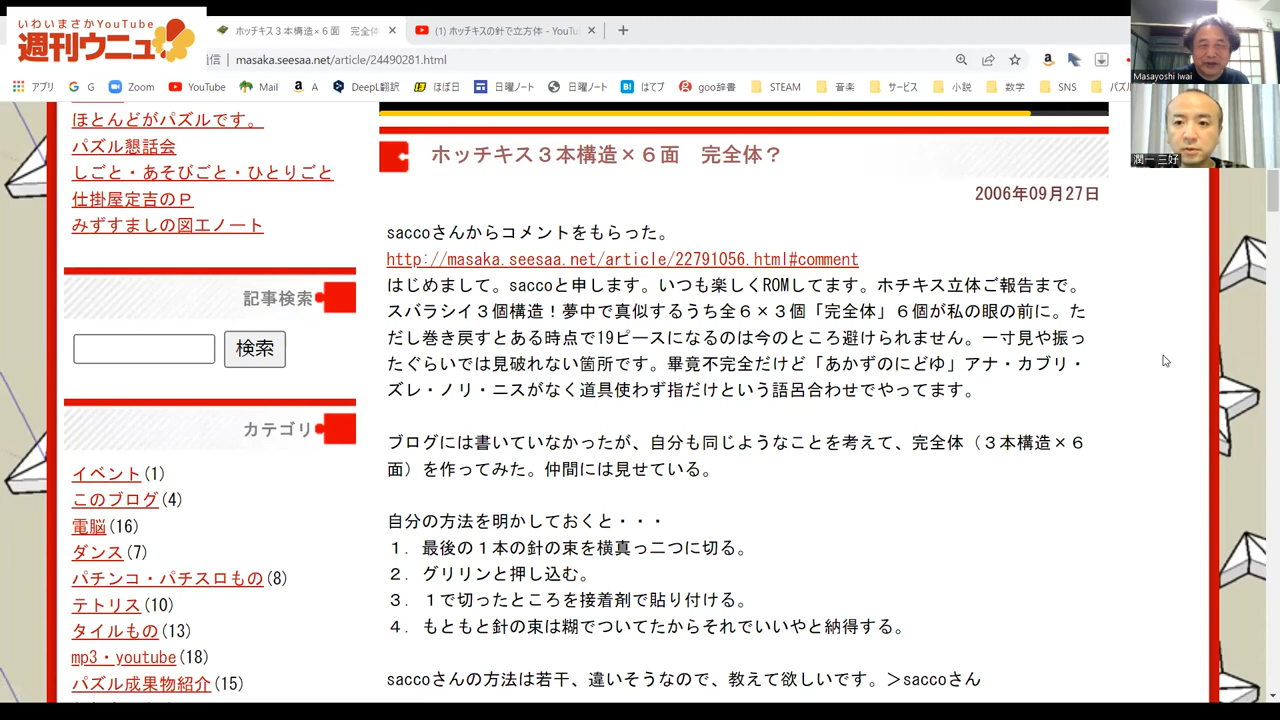 いわいまさかYouTube
週刊ウニュ
ホッチキス３本構造×６面　完全体
(1) ホッチキスの針で立方体 - YouTu
信 masaka.seesaa.net/article/24490281.html
アプリ G Zoom YouTube Mail A DeepL翻訳 ほぼ日 日曜ノート 日曜ノート はてブ goo辞書 STEAM 音楽 サービス 小説 数学 SNS パズル
Masayoshi Iwai
潤一 三好
ほとんどがパズルです。
パズル懇話会
しごと・あそびごと・ひとりごと
仕掛屋定吉のＰ
みずすましの図工ノート
記事検索
検索
カテゴリ
イベント(1)
このブログ(4)
電脳(16)
ダンス(7)
パチンコ・パチスロもの(8)
テトリス(10)
タイルもの(13)
mp3・youtube(18)
パズル成果物紹介(15)
ホッチキス３本構造×６面　完全体？
2006年09月27日
saccoさんからコメントをもらった。
http://masaka.seesaa.net/article/22791056.html#comment
はじめまして。saccoと申します。いつも楽しくROMしてます。ホチキス立体ご報告まで。
スバラシイ３個構造！夢中で真似するうち全６×３個「完全体」６個が私の眼の前に。た
だし巻き戻すとある時点で19ピースになるのは今のところ避けられません。一寸見や振っ
たぐらいでは見破れない箇所です。畢竟不完全だけど「あかずのにどゆ」アナ・カブリ・
ズレ・ノリ・ニスがなく道具使わず指だけという語呂合わせでやってます。
ブログには書いていなかったが、自分も同じようなことを考えて、完全体（３本構造×６
面）を作ってみた。仲間には見せている。
自分の方法を明かしておくと・・・
１．最後の１本の針の束を横真っ二つに切る。
２．グリリンと押し込む。
３．１で切ったところを接着剤で貼り付ける。
４．もともと針の束は糊でついてたからそれでいいやと納得する。
saccoさんの方法は若干、違いそうなので、教えて欲しいです。＞saccoさん